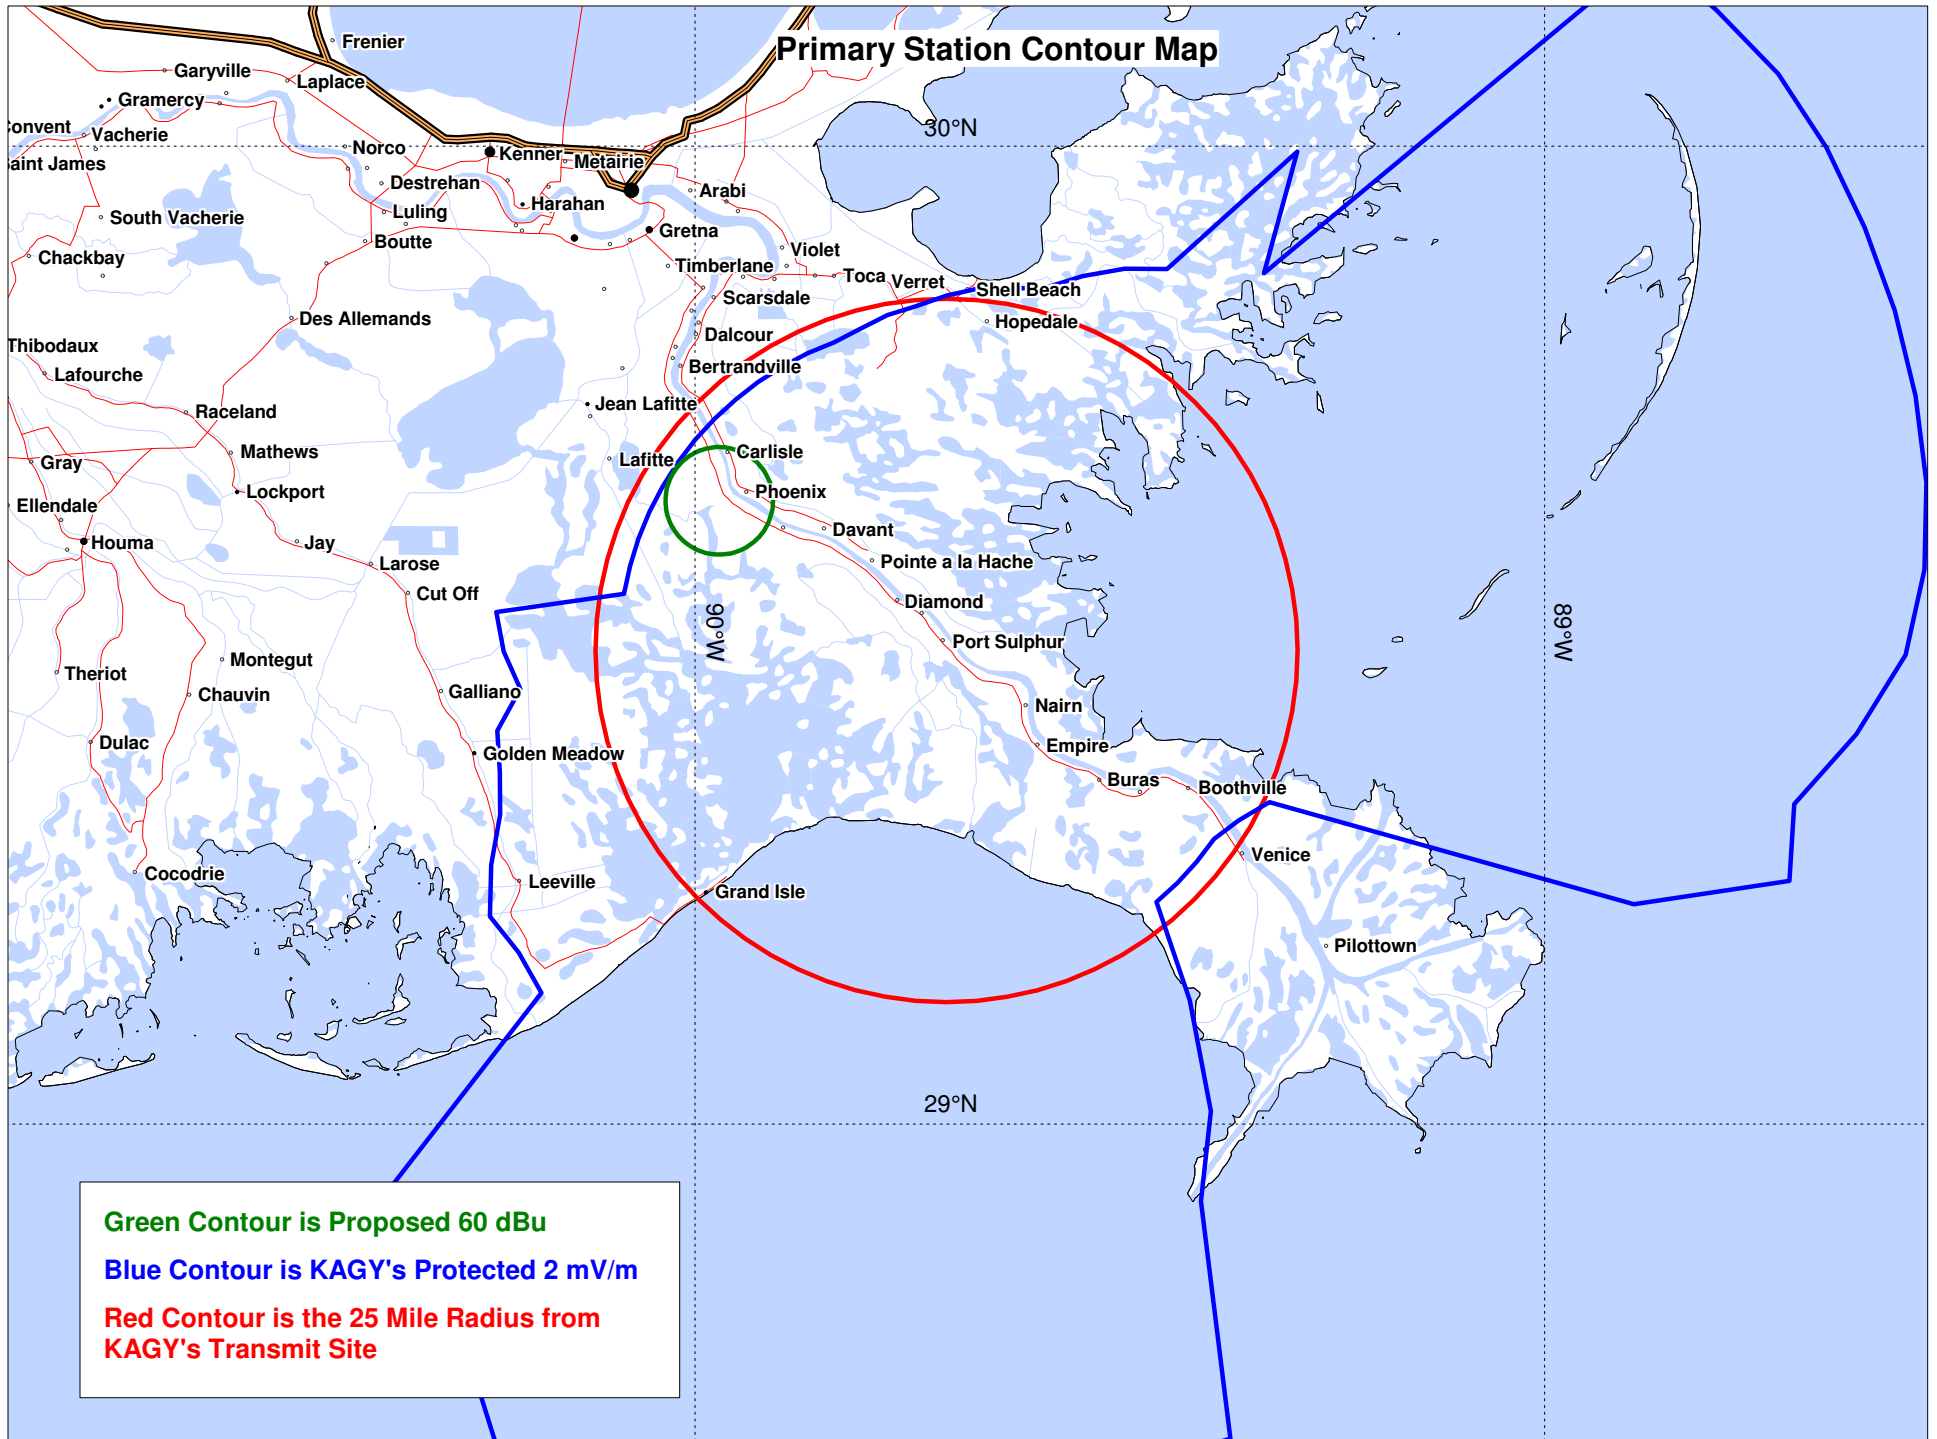 Primary Station Contour Map
Frenier
Garyville
Laplace
Gramercy
Convent
Vacherie
30°N
Norco
Kenner
Metairie
Saint James
Destrehan
Arabi
Harahan
Luling
South Vacherie
Gretna
Boutte
Violet
Chackbay
Timberlane
Toca
Verret
Shell Beach
Scarsdale
Des Allemands
Hopedale
Dalcour
Thibodaux
Bertrandville
Lafourche
Jean Lafitte
Raceland
Mathews
Carlisle
Lafitte
Gray
Lockport
Phoenix
Ellendale
Davant
Houma
Jay
Larose
Pointe a la Hache
Cut Off
Diamond
90°W
89°W
Port Sulphur
Montegut
Theriot
Chauvin
Galliano
Nairn
Dulac
Empire
Golden Meadow
Buras
Boothville
Venice
Cocodrie
Leeville
Grand Isle
Pilottown
29°N
Green Contour is Proposed 60 dBu
Blue Contour is KAGY's Protected 2 mV/m
Red Contour is the 25 Mile Radius from
KAGY's Transmit Site